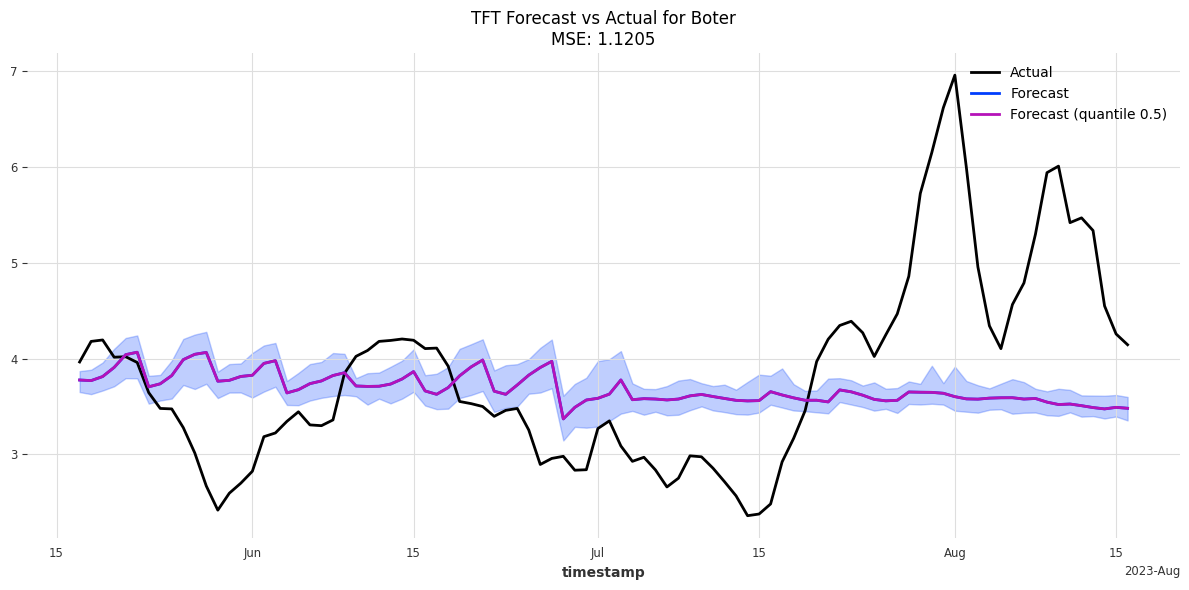 TFT Forecast vs Actual for Boter
MSE: 1.1205
7
6
5
4
3
Actual
Forecast
Forecast (quantile 0.5)
15
Jun
15
Jul
15
Aug
15
timestamp
2023-Aug